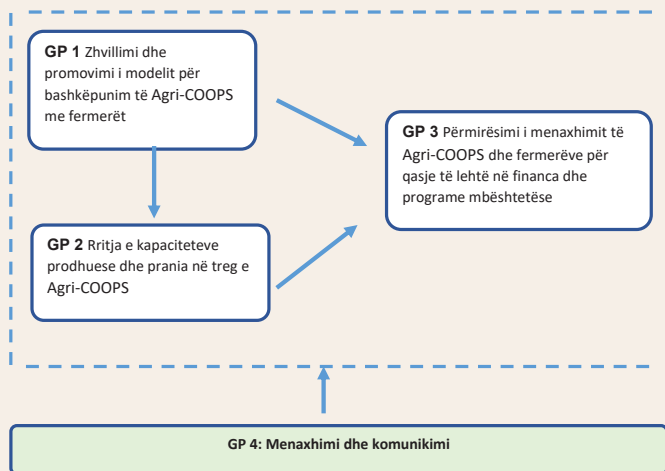 GP 1 Zhvillimi dhe
promovimi i modelit për
bashkëpunim të Agri-COOPS
me fermerët
GP 2 Rritja e kapaciteteve
prodhuese dhe prania në treg e
Agri-COOPS
GP 3 Përmirësimi i menaxhimit të
Agri-COOPS dhe fermerëve për
qasje të lehtë në financa dhe
programe mbështetëse
GP 4: Menaxhimi dhe komunikimi